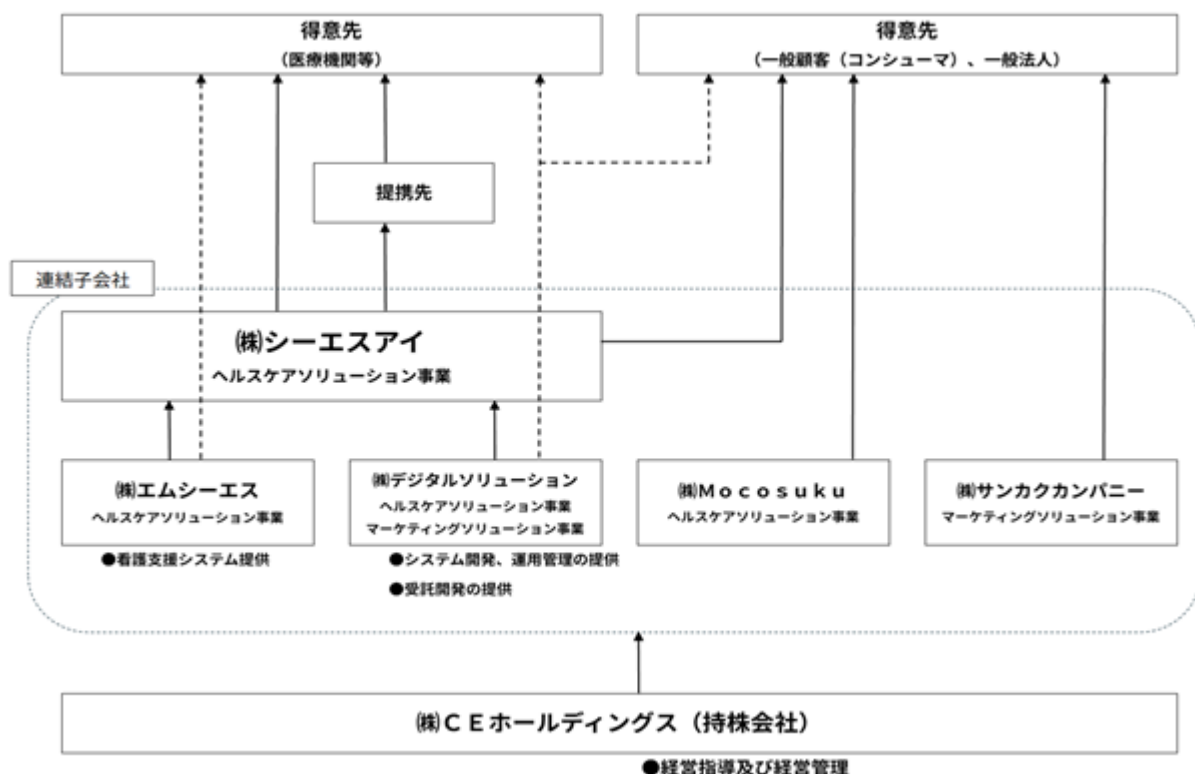 得意先
（医療機関等）
得意先
（一般顧客（コンシューマ）、一般法人）
提携先
連結子会社
㈱シーエスアイ
ヘルスケアソリューション事業
㈱エムシーエス
ヘルスケアソリューション事業
●看護支援システム提供
㈱デジタルソリューション
ヘルスケアソリューション事業
マーケティングソリューション事業
●システム開発、運用管理の提供
●受託開発の提供
㈱Ｍｏｃｏｓｕｋｕ
ヘルスケアソリューション事業
㈱サンカクカンパニー
マーケティングソリューション事業
㈱ＣＥホールディングス（持株会社）
●経営指導及び経営管理